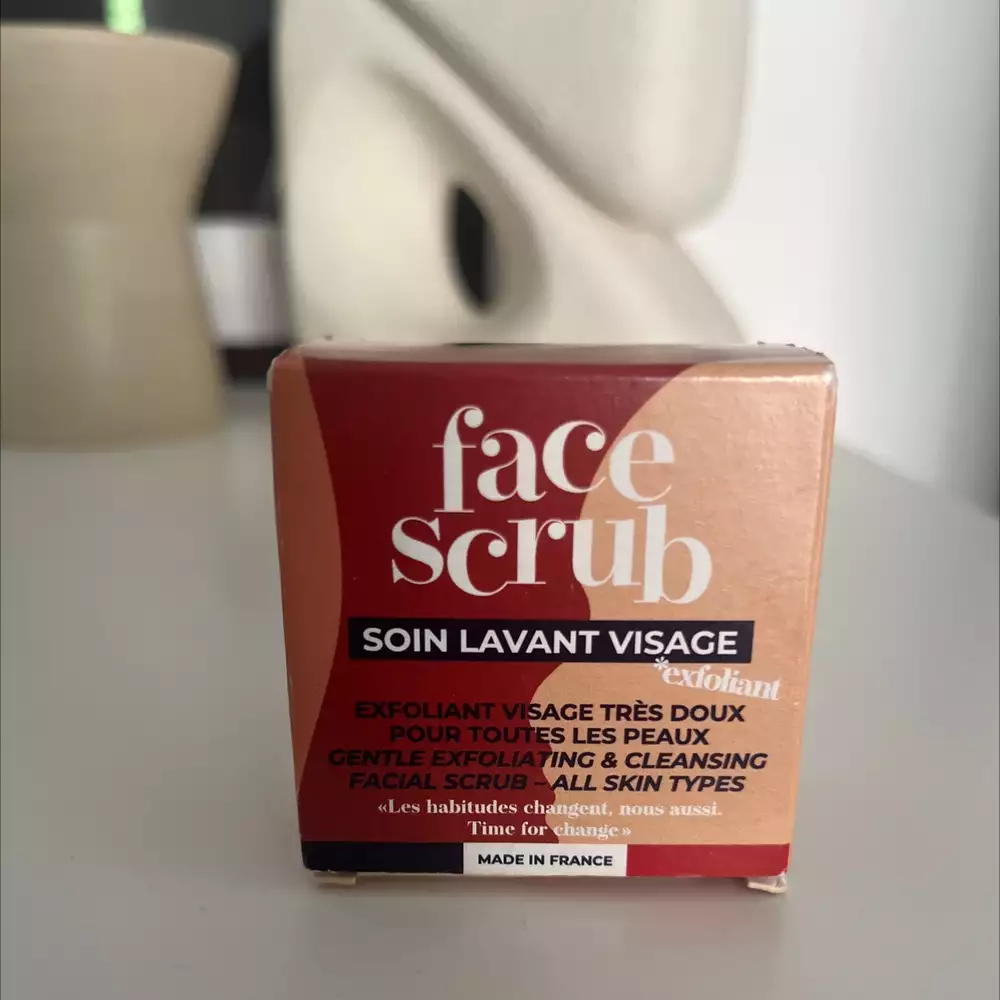 face
scrub
SOIN LAVANT VISAGE
*exfoliant
EXFOLIANT VISAGE TRÈS DOUX
POUR TOUTES LES PEAUX
GENTLE EXFOLIATING & CLEANSING
FACIAL SCRUB – ALL SKIN TYPES
«Les habitudes changent, nous aussi.
Time for change»
MADE IN FRANCE